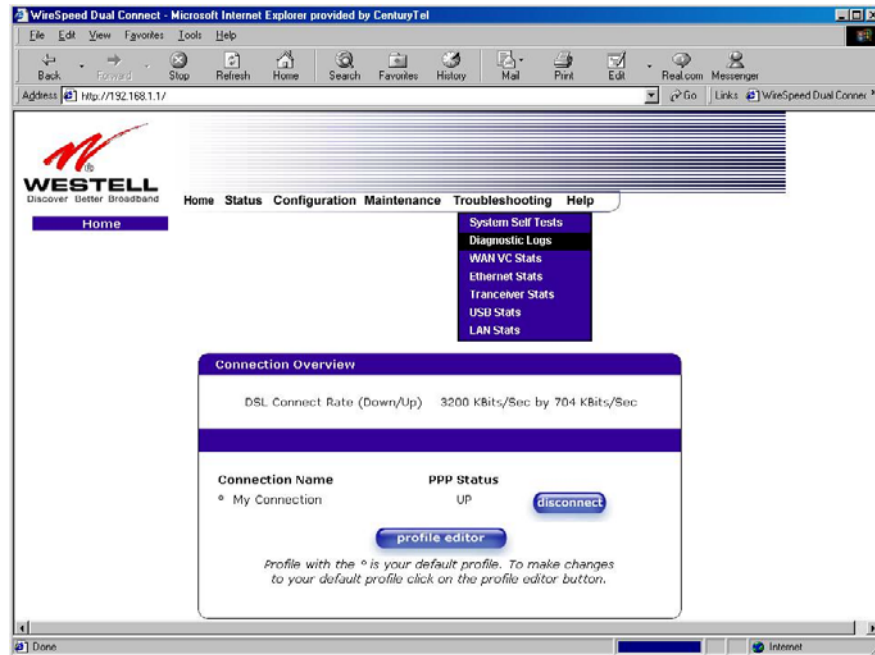 WireSpeed Dual Connect - Microsoft Internet Explorer provided by CenturyTel
File Edit View Favorites Tools Help
Back Forward Stop Refresh Home Search Favorites History Mail Print Edit Real.com Messenger
Address http://192.168.1.1/ Go Links WireSpeed Dual Connec
WESTELL
Discover Better Broadband
Home Status Configuration Maintenance Troubleshooting Help
Home
System Self Tests
Diagnostic Logs
WAN VC Stats
Ethernet Stats
Tranceiver Stats
USB Stats
LAN Stats
Connection Overview
DSL Connect Rate (Down/Up) 3200 KBits/Sec by 704 KBits/Sec
Connection Name PPP Status
° My Connection UP disconnect
profile editor
Profile with the ° is your default profile. To make changes
to your default profile click on the profile editor button.
Done Internet